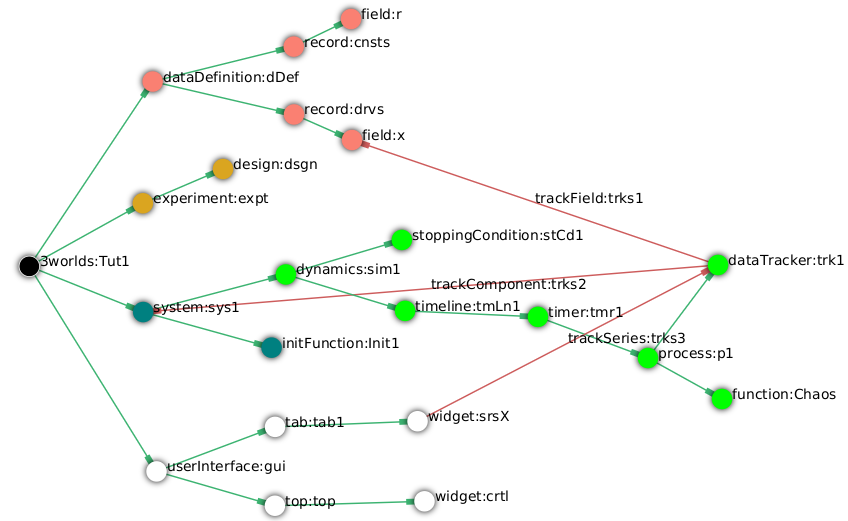 field:r
record:cnsts
dataDefinition:dDef
record:drvs
field:x
design:dsgn
experiment:expt
trackField:trks1
stoppingCondition:stCd1
3worlds:Tut1
dynamics:sim1
dataTracker:trk1
trackComponent:trks2
system:sys1
timeline:tmLn1
timer:tmr1
initFunction:Init1
trackSeries:trks3
process:p1
function:Chaos
tab:tab1
widget:srsX
userInterface:gui
top:top
widget:crtl